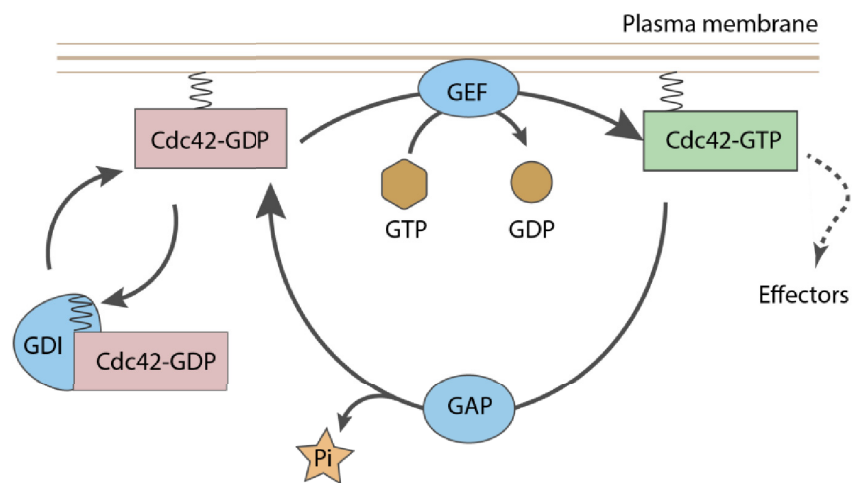 Plasma membrane
GEF
Cdc42-GDP
Cdc42-GTP
GTP
GDP
Effectors
GDI
Cdc42-GDP
GAP
Pi